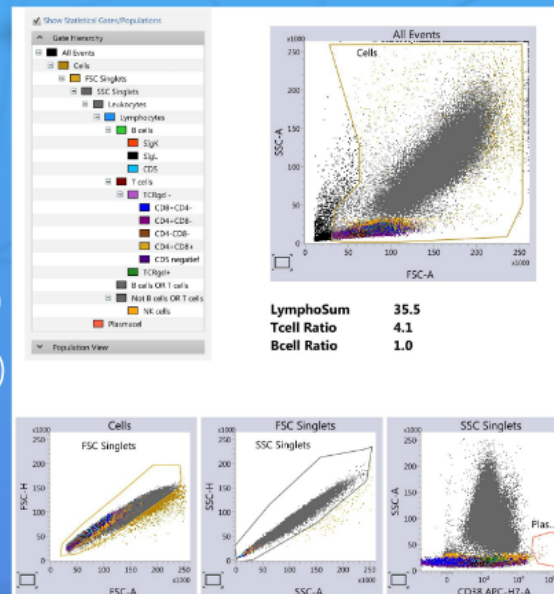 Show Statistical Gates/Populations
Gate Hierarchy
All Events
Cells
FSC Singlets
SSC Singlets
Leukocytes
Lymphocytes
B cells
SIgK
SIgL
CD5
T cells
TCRgd -
CD8+CD4-
CD4+CD8-
CD4-CD8-
CD4+CD8+
CD5 negatief
TCRgd+
B cells OR T cells
Not B cells OR T cells
NK cells
Plasmacel
Population View
All Events
x1000
250
200
150
100
50
0
SSC-A
Cells
0 50 100 150 200 250
x1000
FSC-A
LymphoSum 35.5
Tcell Ratio 4.1
Bcell Ratio 1.0
Cells
x1000
250
200
150
100
50
0
FSC-H
FSC Singlets
0 50 100 150 200 250
x1000
FSC-A
FSC Singlets
x1000
250
200
150
100
50
0
SSC-H
SSC Singlets
0 50 100 150 200 250
x1000
SSC-A
SSC Singlets
x1000
250
200
150
100
50
0
SSC-A
Plas...
0
CD38 APC-H7-A